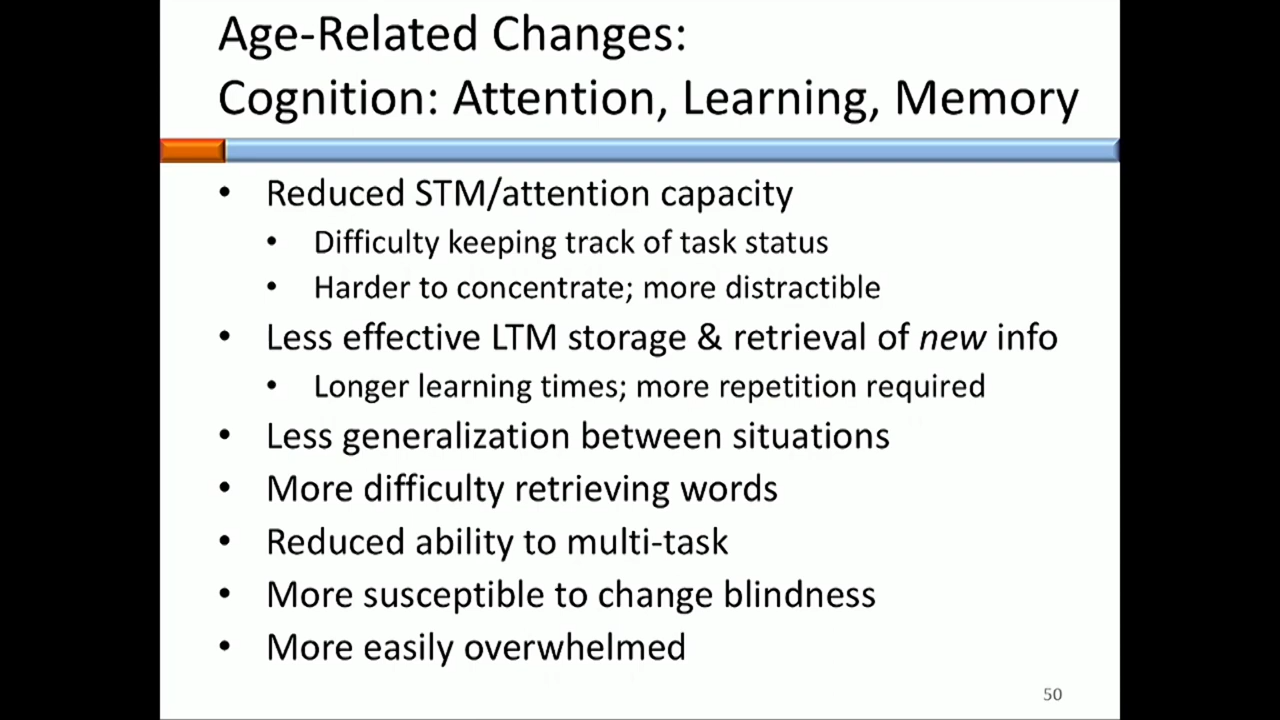 Age-Related Changes:
Cognition: Attention, Learning, Memory
• Reduced STM/attention capacity
• Difficulty keeping track of task status
• Harder to concentrate; more distractible
• Less effective LTM storage & retrieval of new info
• Longer learning times; more repetition required
• Less generalization between situations
• More difficulty retrieving words
• Reduced ability to multi-task
• More susceptible to change blindness
• More easily overwhelmed
50